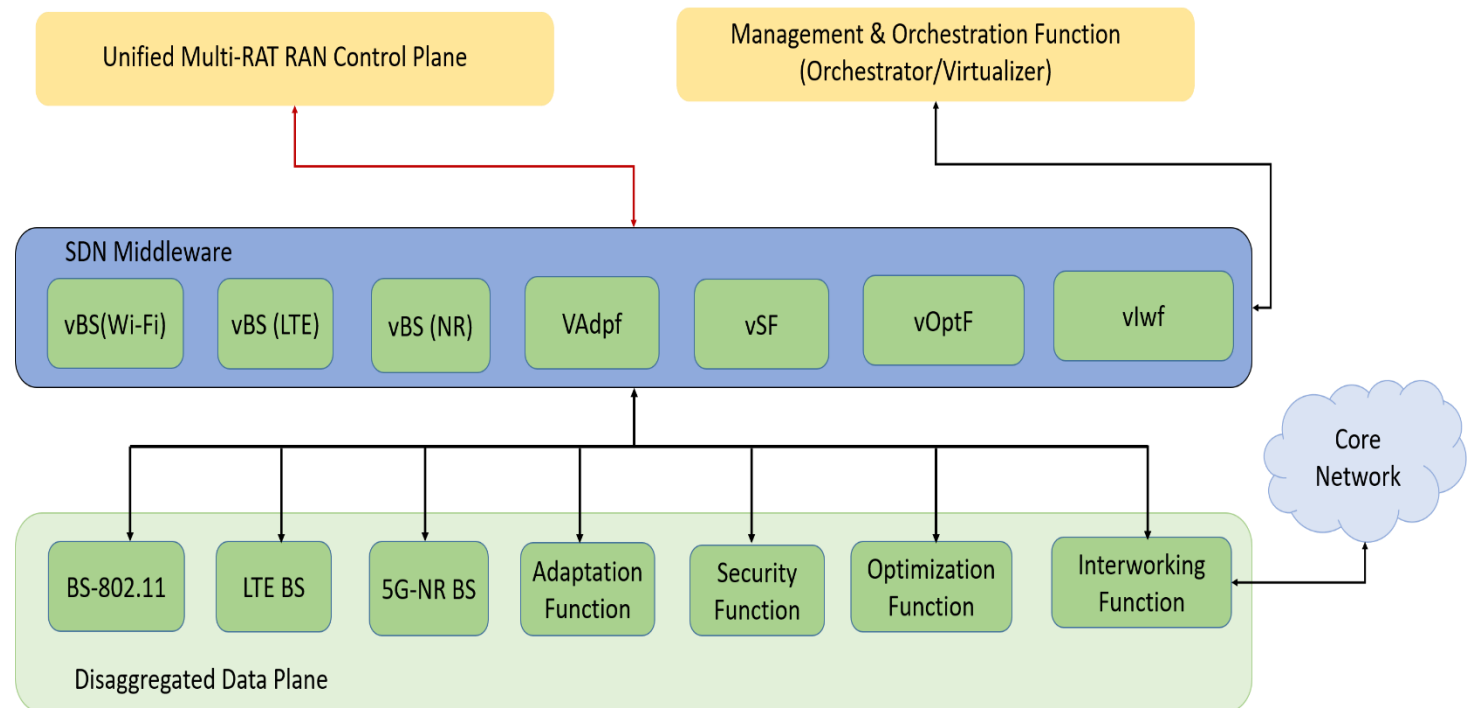 Unified Multi-RAT RAN Control Plane
Management & Orchestration Function
(Orchestrator/Virtualizer)
SDN Middleware
vBS(Wi-Fi)
vBS (LTE)
vBS (NR)
VAdpf
vSF
vOptF
vIwf
Core
Network
BS-802.11
LTE BS
5G-NR BS
Adaptation
Function
Security
Function
Optimization
Function
Interworking
Function
Disaggregated Data Plane